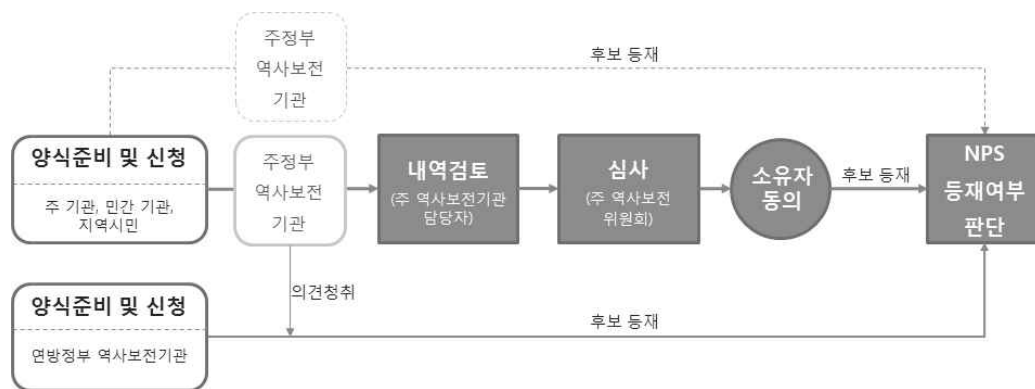 주정부
역사보전
기관
후보 등재
양식준비 및 신청
주 기관, 민간 기관,
지역시민
주정부
역사보전
기관
내역검토
(주 역사보전기관
담당자)
심사
(주 역사보전
위원회)
소유자
동의
후보 등재
NPS
등재여부
판단
의견청취
양식준비 및 신청
연방정부 역사보전기관
후보 등재